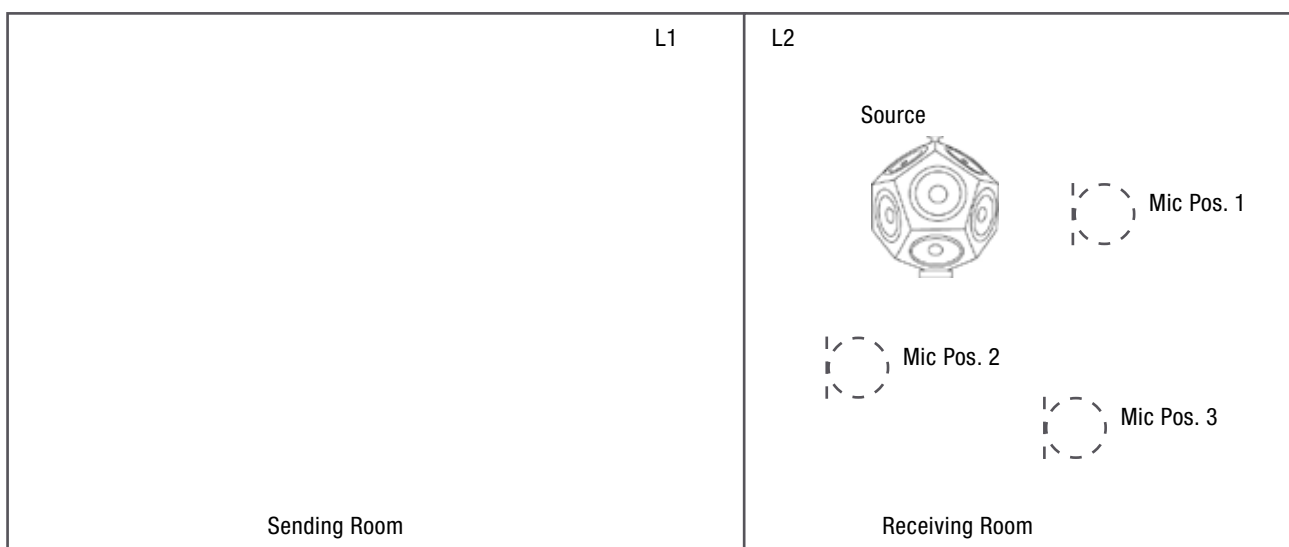 L1
L2
Source
Mic Pos. 1
Mic Pos. 2
Mic Pos. 3
Sending Room
Receiving Room